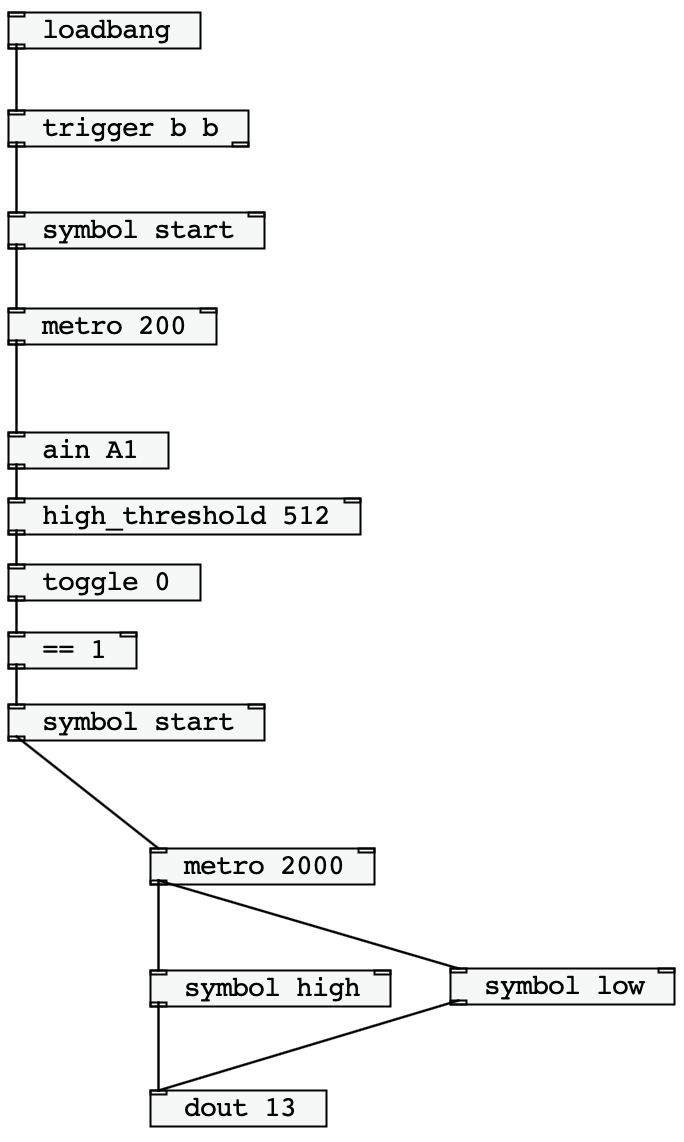 loadbang
trigger b b
symbol start
metro 200
ain A1
high_threshold 512
toggle 0
== 1
symbol start
metro 2000
symbol high
symbol low
dout 13